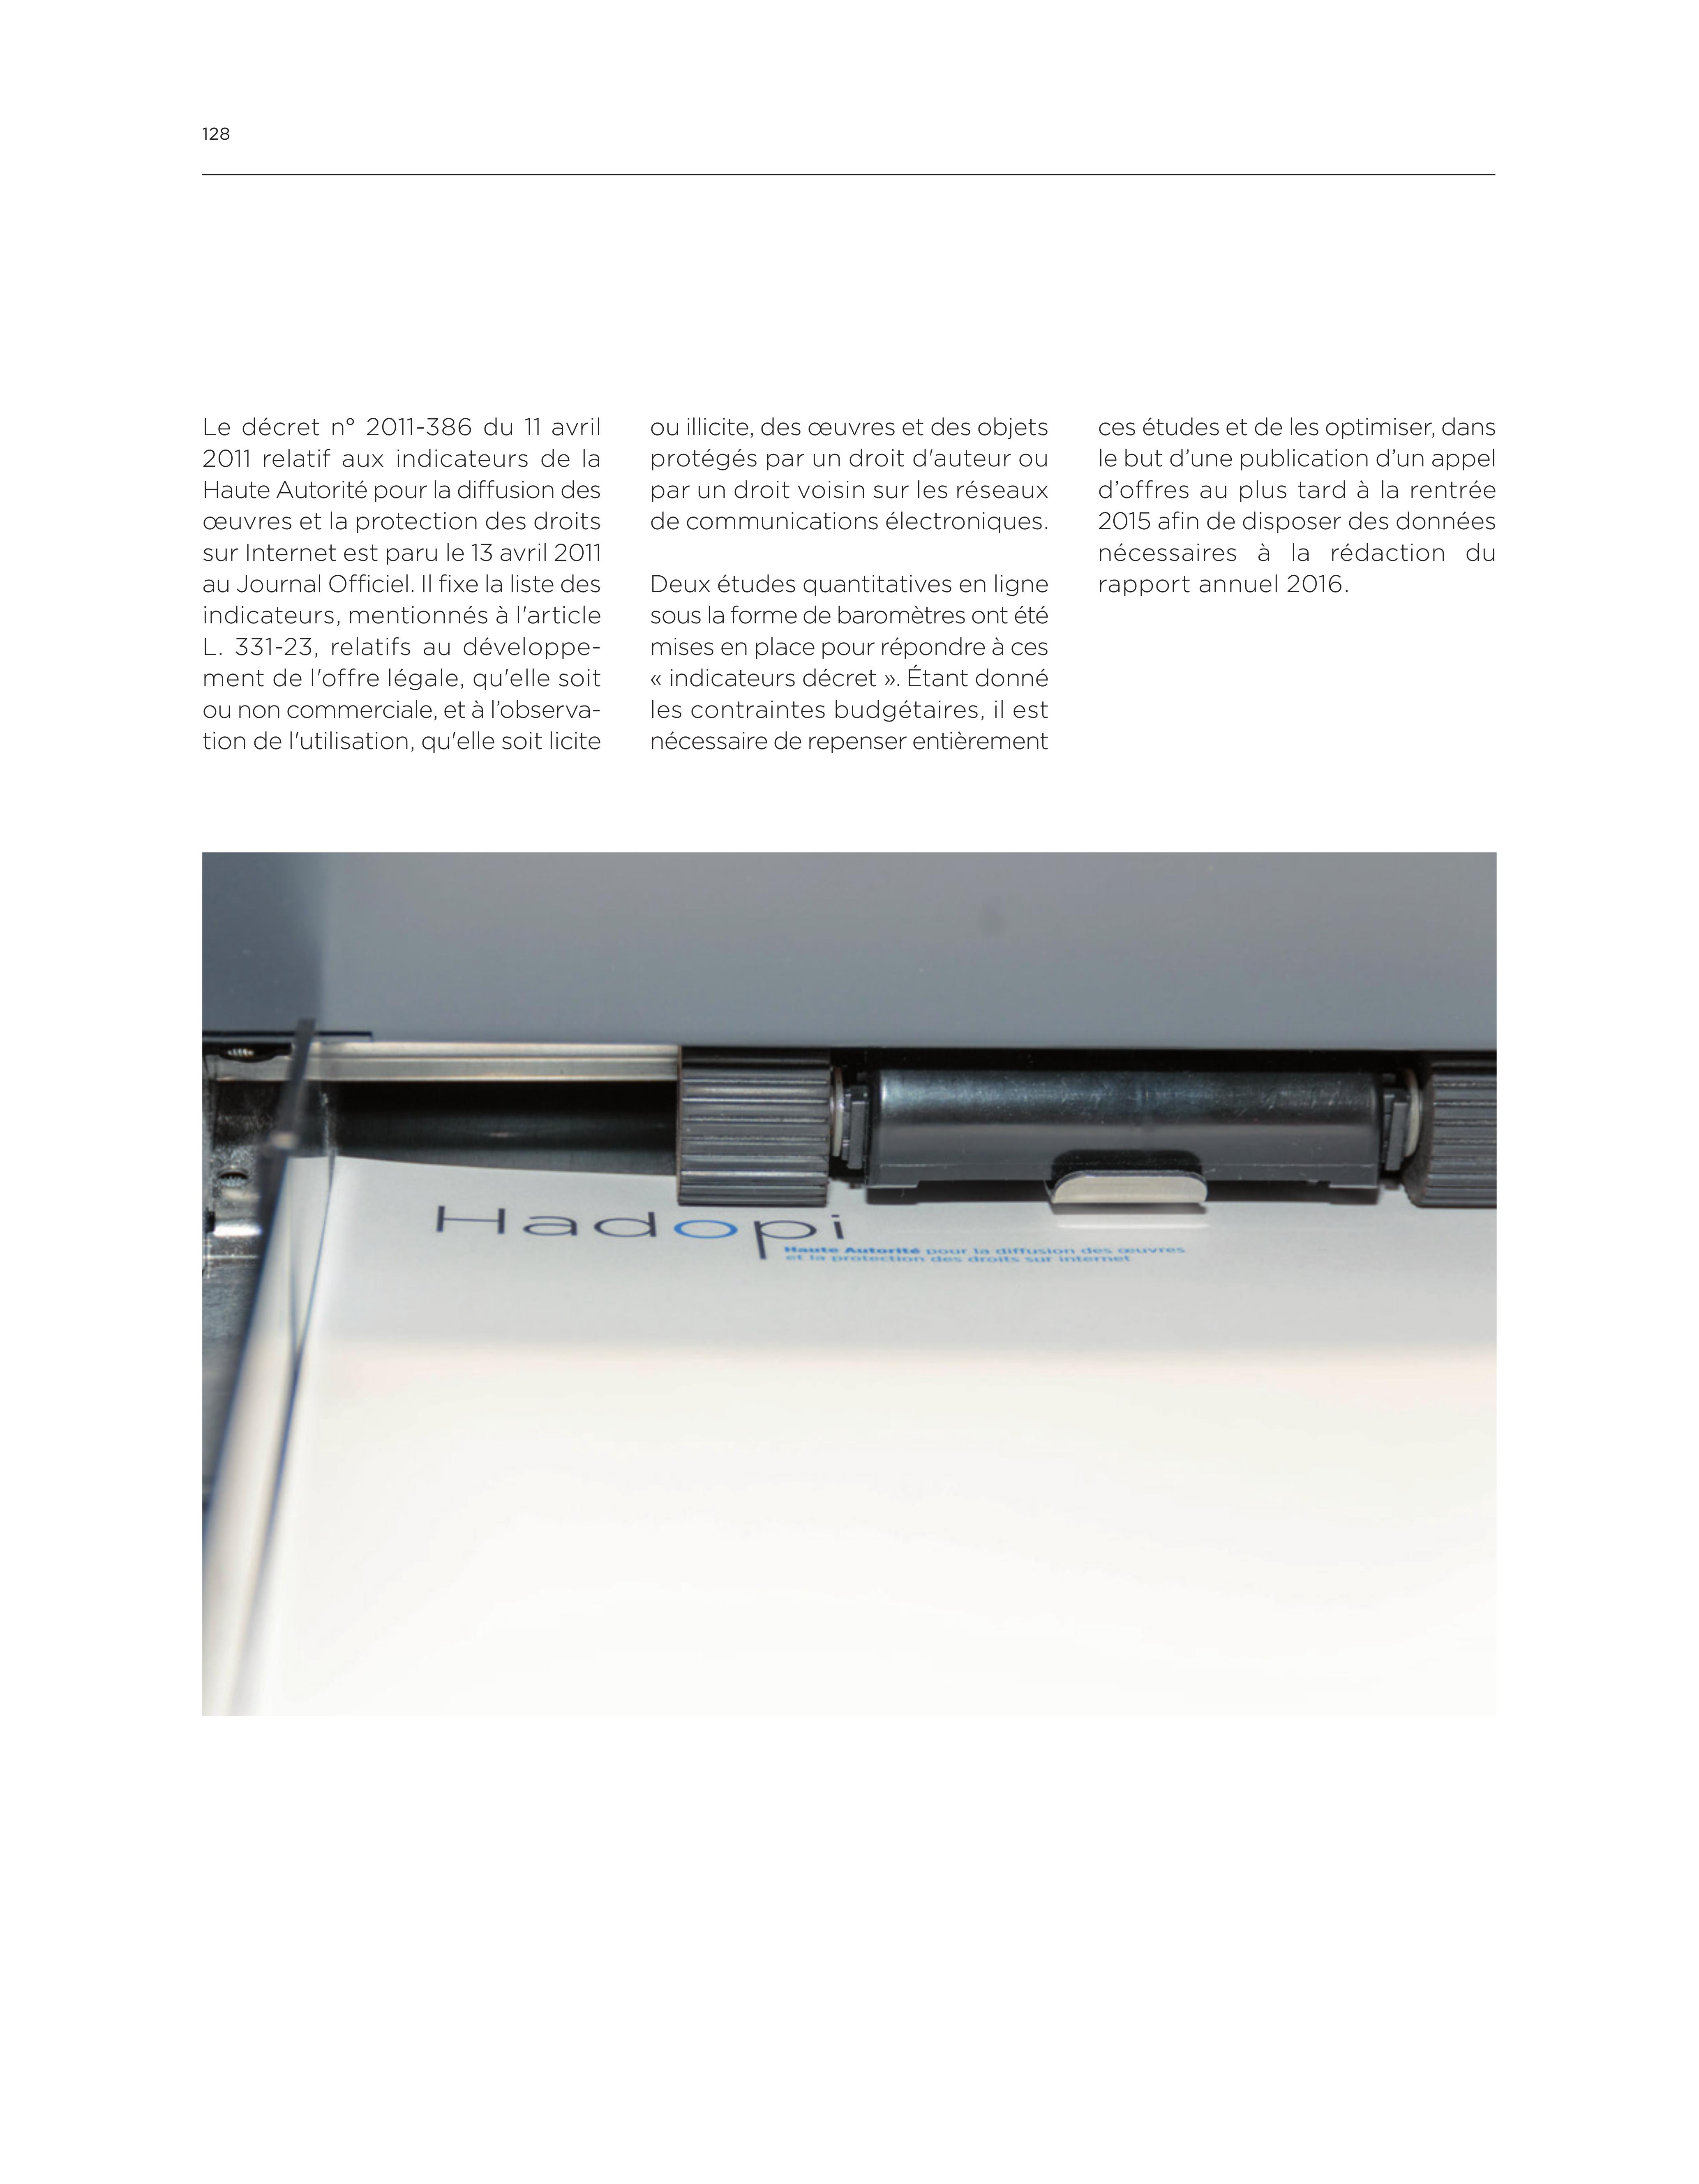 128
Le décret n° 2011-386 du 11 avril
2011 relatif aux indicateurs de la
Haute Autorité pour la diffusion des
œuvres et la protection des droits
sur Internet est paru le 13 avril 2011
au Journal Officiel. Il fixe la liste des
indicateurs, mentionnés à l'article
L. 331-23, relatifs au développe-
ment de l'offre légale, qu'elle soit
ou non commerciale, et à l’observa-
tion de l'utilisation, qu'elle soit licite
ou illicite, des œuvres et des objets
protégés par un droit d'auteur ou
par un droit voisin sur les réseaux
de communications électroniques.
Deux études quantitatives en ligne
sous la forme de baromètres ont été
mises en place pour répondre à ces
« indicateurs décret ». Étant donné
les contraintes budgétaires, il est
nécessaire de repenser entièrement
ces études et de les optimiser, dans
le but d’une publication d’un appel
d’offres au plus tard à la rentrée
2015 afin de disposer des données
nécessaires à la rédaction du
rapport annuel 2016.
Hadopi
Haute Autorité pour la diffusion des œuvres
et la protection des droits sur internet